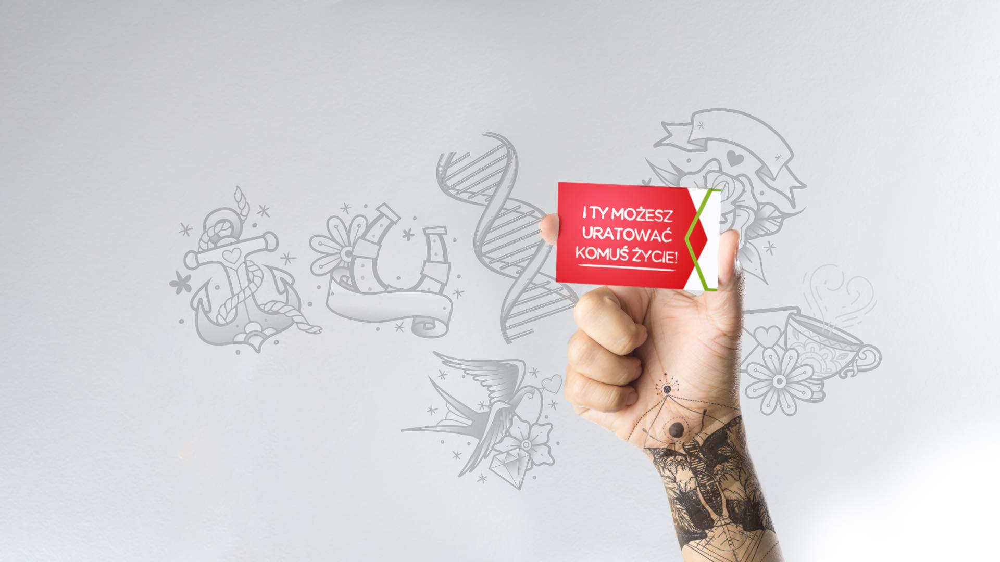 I TY MOŻESZ
URATOWAĆ
KOMUŚ ŻYCIE!